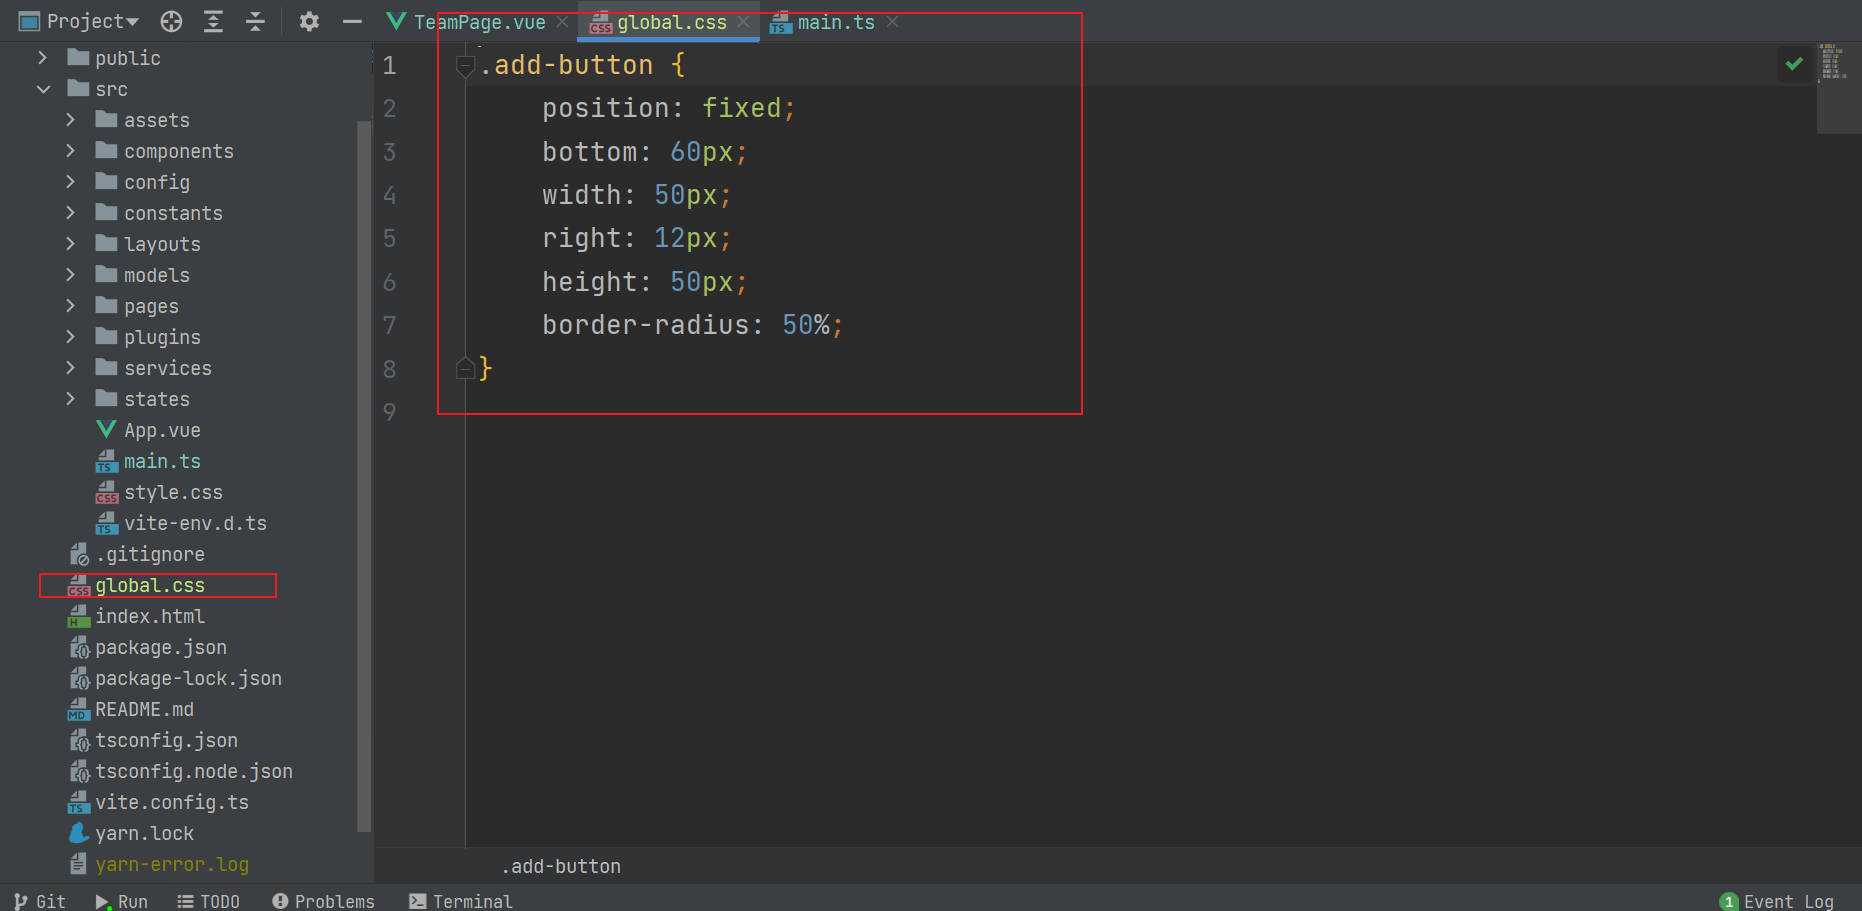 Project
TeamPage.vue
global.css
main.ts
public
src
assets
components
config
constants
layouts
models
pages
plugins
services
states
App.vue
main.ts
style.css
vite-env.d.ts
.gitignore
global.css
index.html
package.json
package-lock.json
README.md
tsconfig.json
tsconfig.node.json
vite.config.ts
yarn.lock
yarn-error.log
1 .add-button {
2 position: fixed;
3 bottom: 60px;
4 width: 50px;
5 right: 12px;
6 height: 50px;
7 border-radius: 50%;
8 }
9
.add-button
Git
Run
TODO
Problems
Terminal
1 Event Log